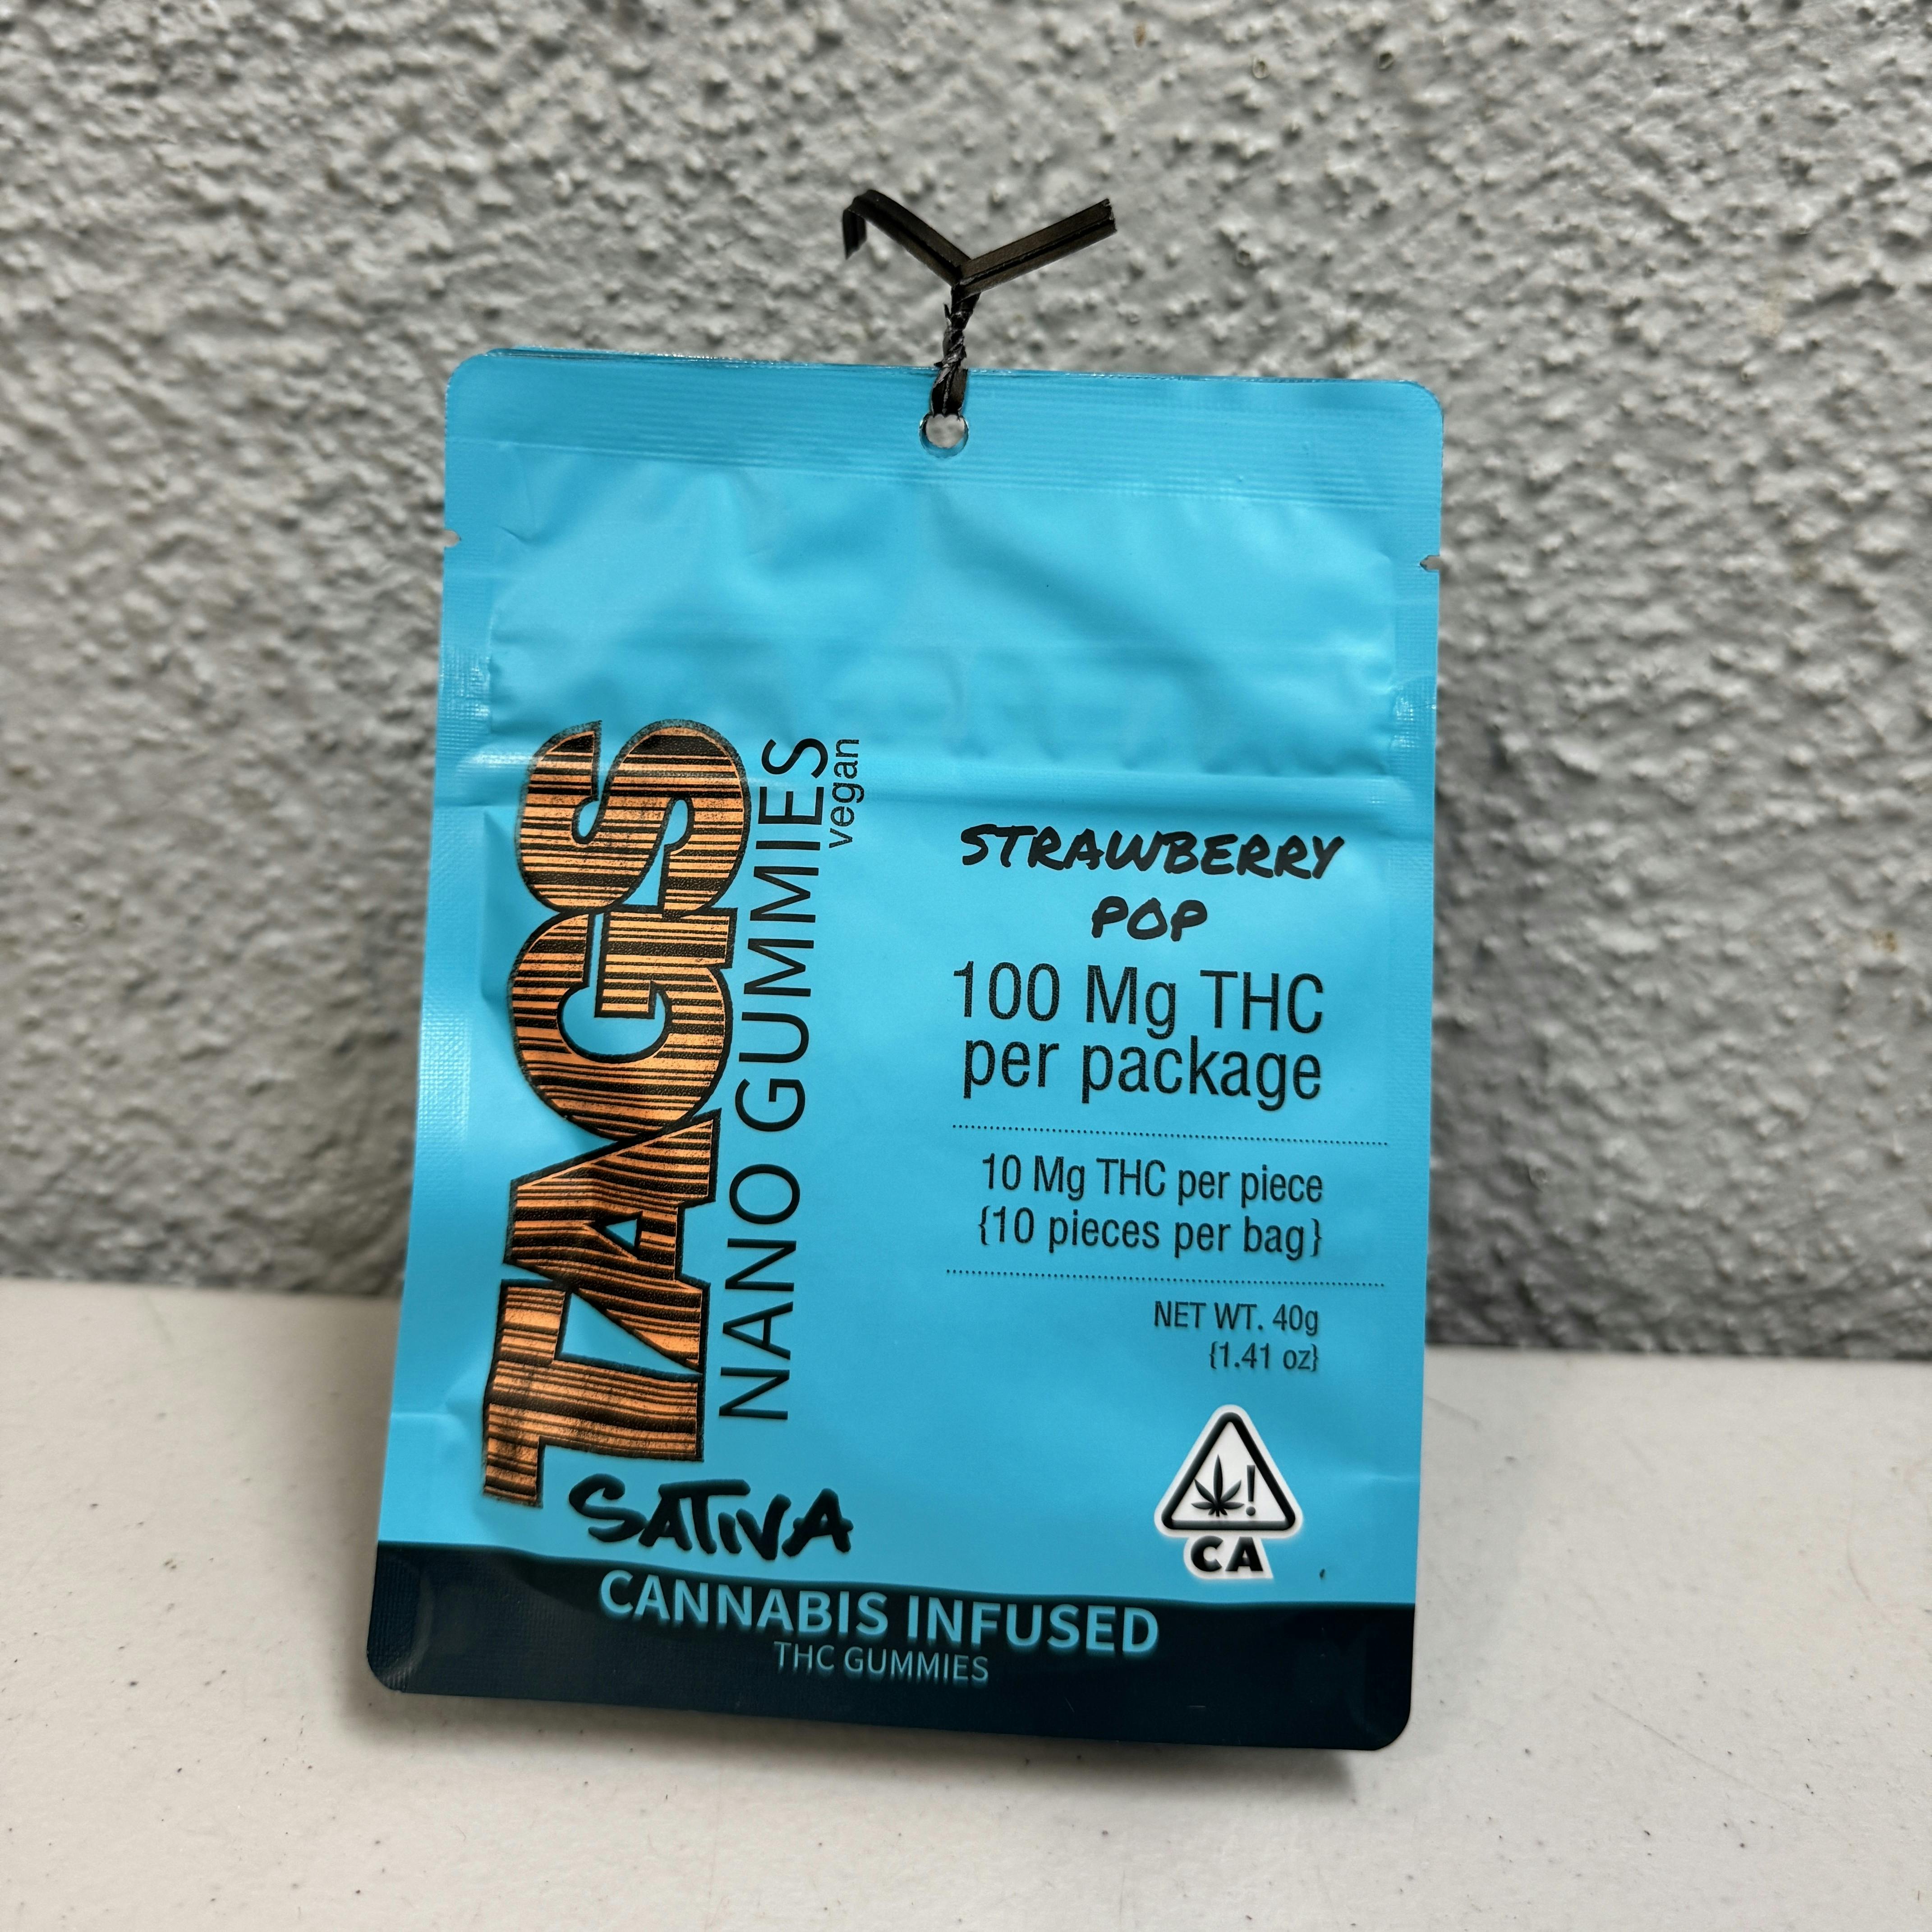 TAGS
NANO GUMMIES
vegan
SATIVA
STRAWBERRY
POP
100 Mg THC
per package
10 Mg THC per piece
{10 pieces per bag}
NET WT. 40g
{1.41 oz}
!
CA
CANNABIS INFUSED
THC GUMMIES